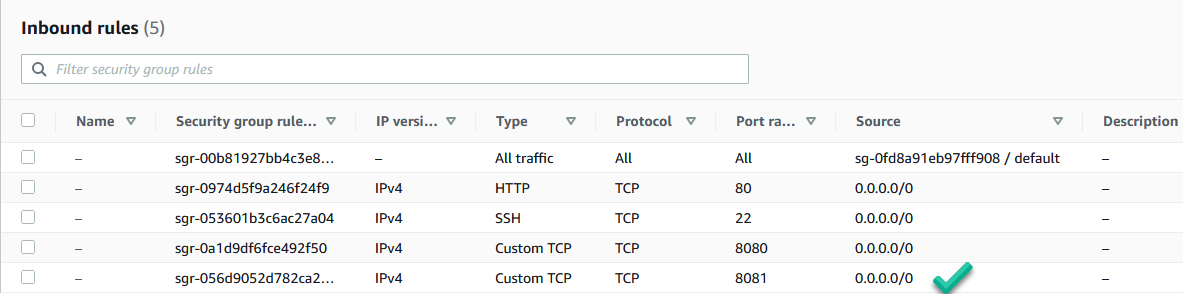 Inbound rules (5)
Filter security group rules
Name Security group rule... IP versi... Type Protocol Port ra... Source Description
– sgr-00b81927bb4c3e8... – All traffic All All sg-0fd8a91eb97fff908 / default –
– sgr-0974d5f9a246f24f9 IPv4 HTTP TCP 80 0.0.0.0/0 –
– sgr-053601b3c6ac27a04 IPv4 SSH TCP 22 0.0.0.0/0 –
– sgr-0a1d9df6fce492f50 IPv4 Custom TCP TCP 8080 0.0.0.0/0 –
– sgr-056d9052d782ca2... IPv4 Custom TCP TCP 8081 0.0.0.0/0 –